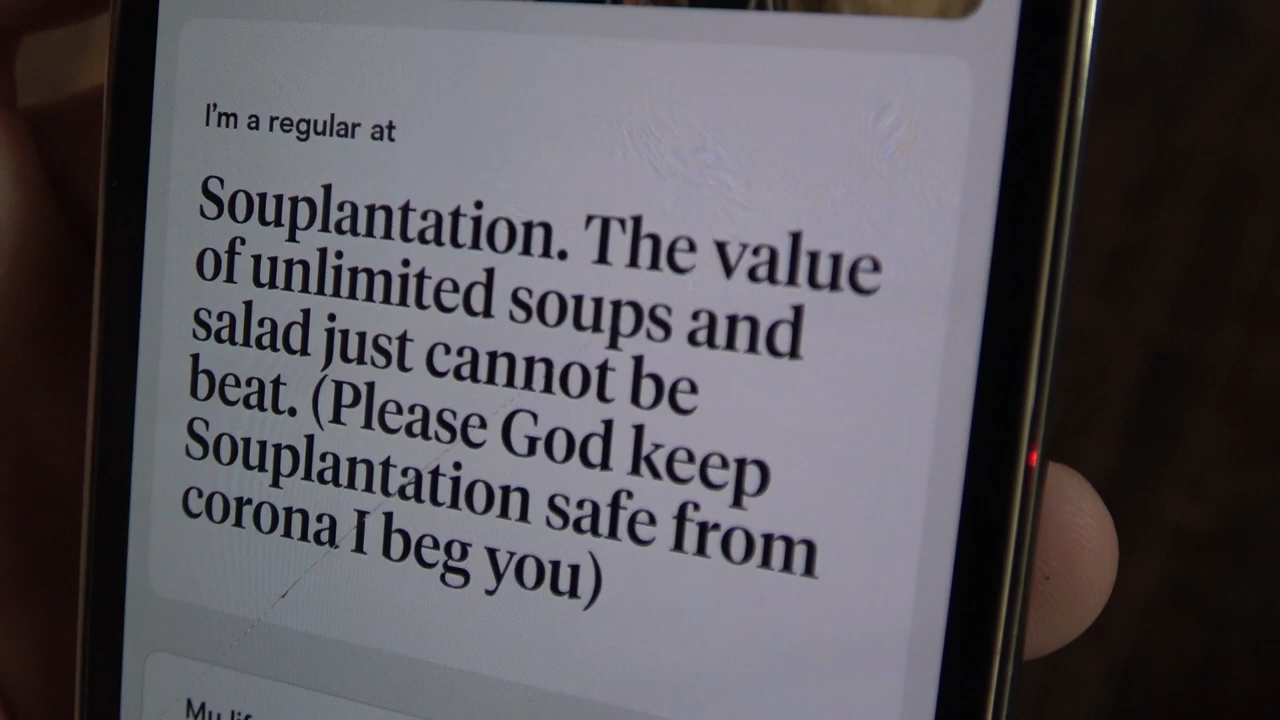 I'm a regular at
Souplantation. The value
of unlimited soups and
salad just cannot be
beat. (Please God keep
Souplantation safe from
corona I beg you)
My